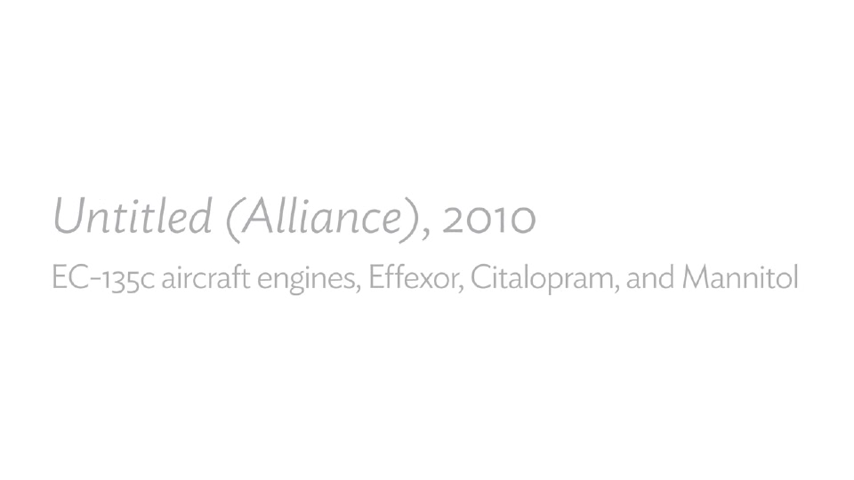 Untitled (Alliance), 2010
EC-135c aircraft engines, Effexor, Citalopram, and Mannitol